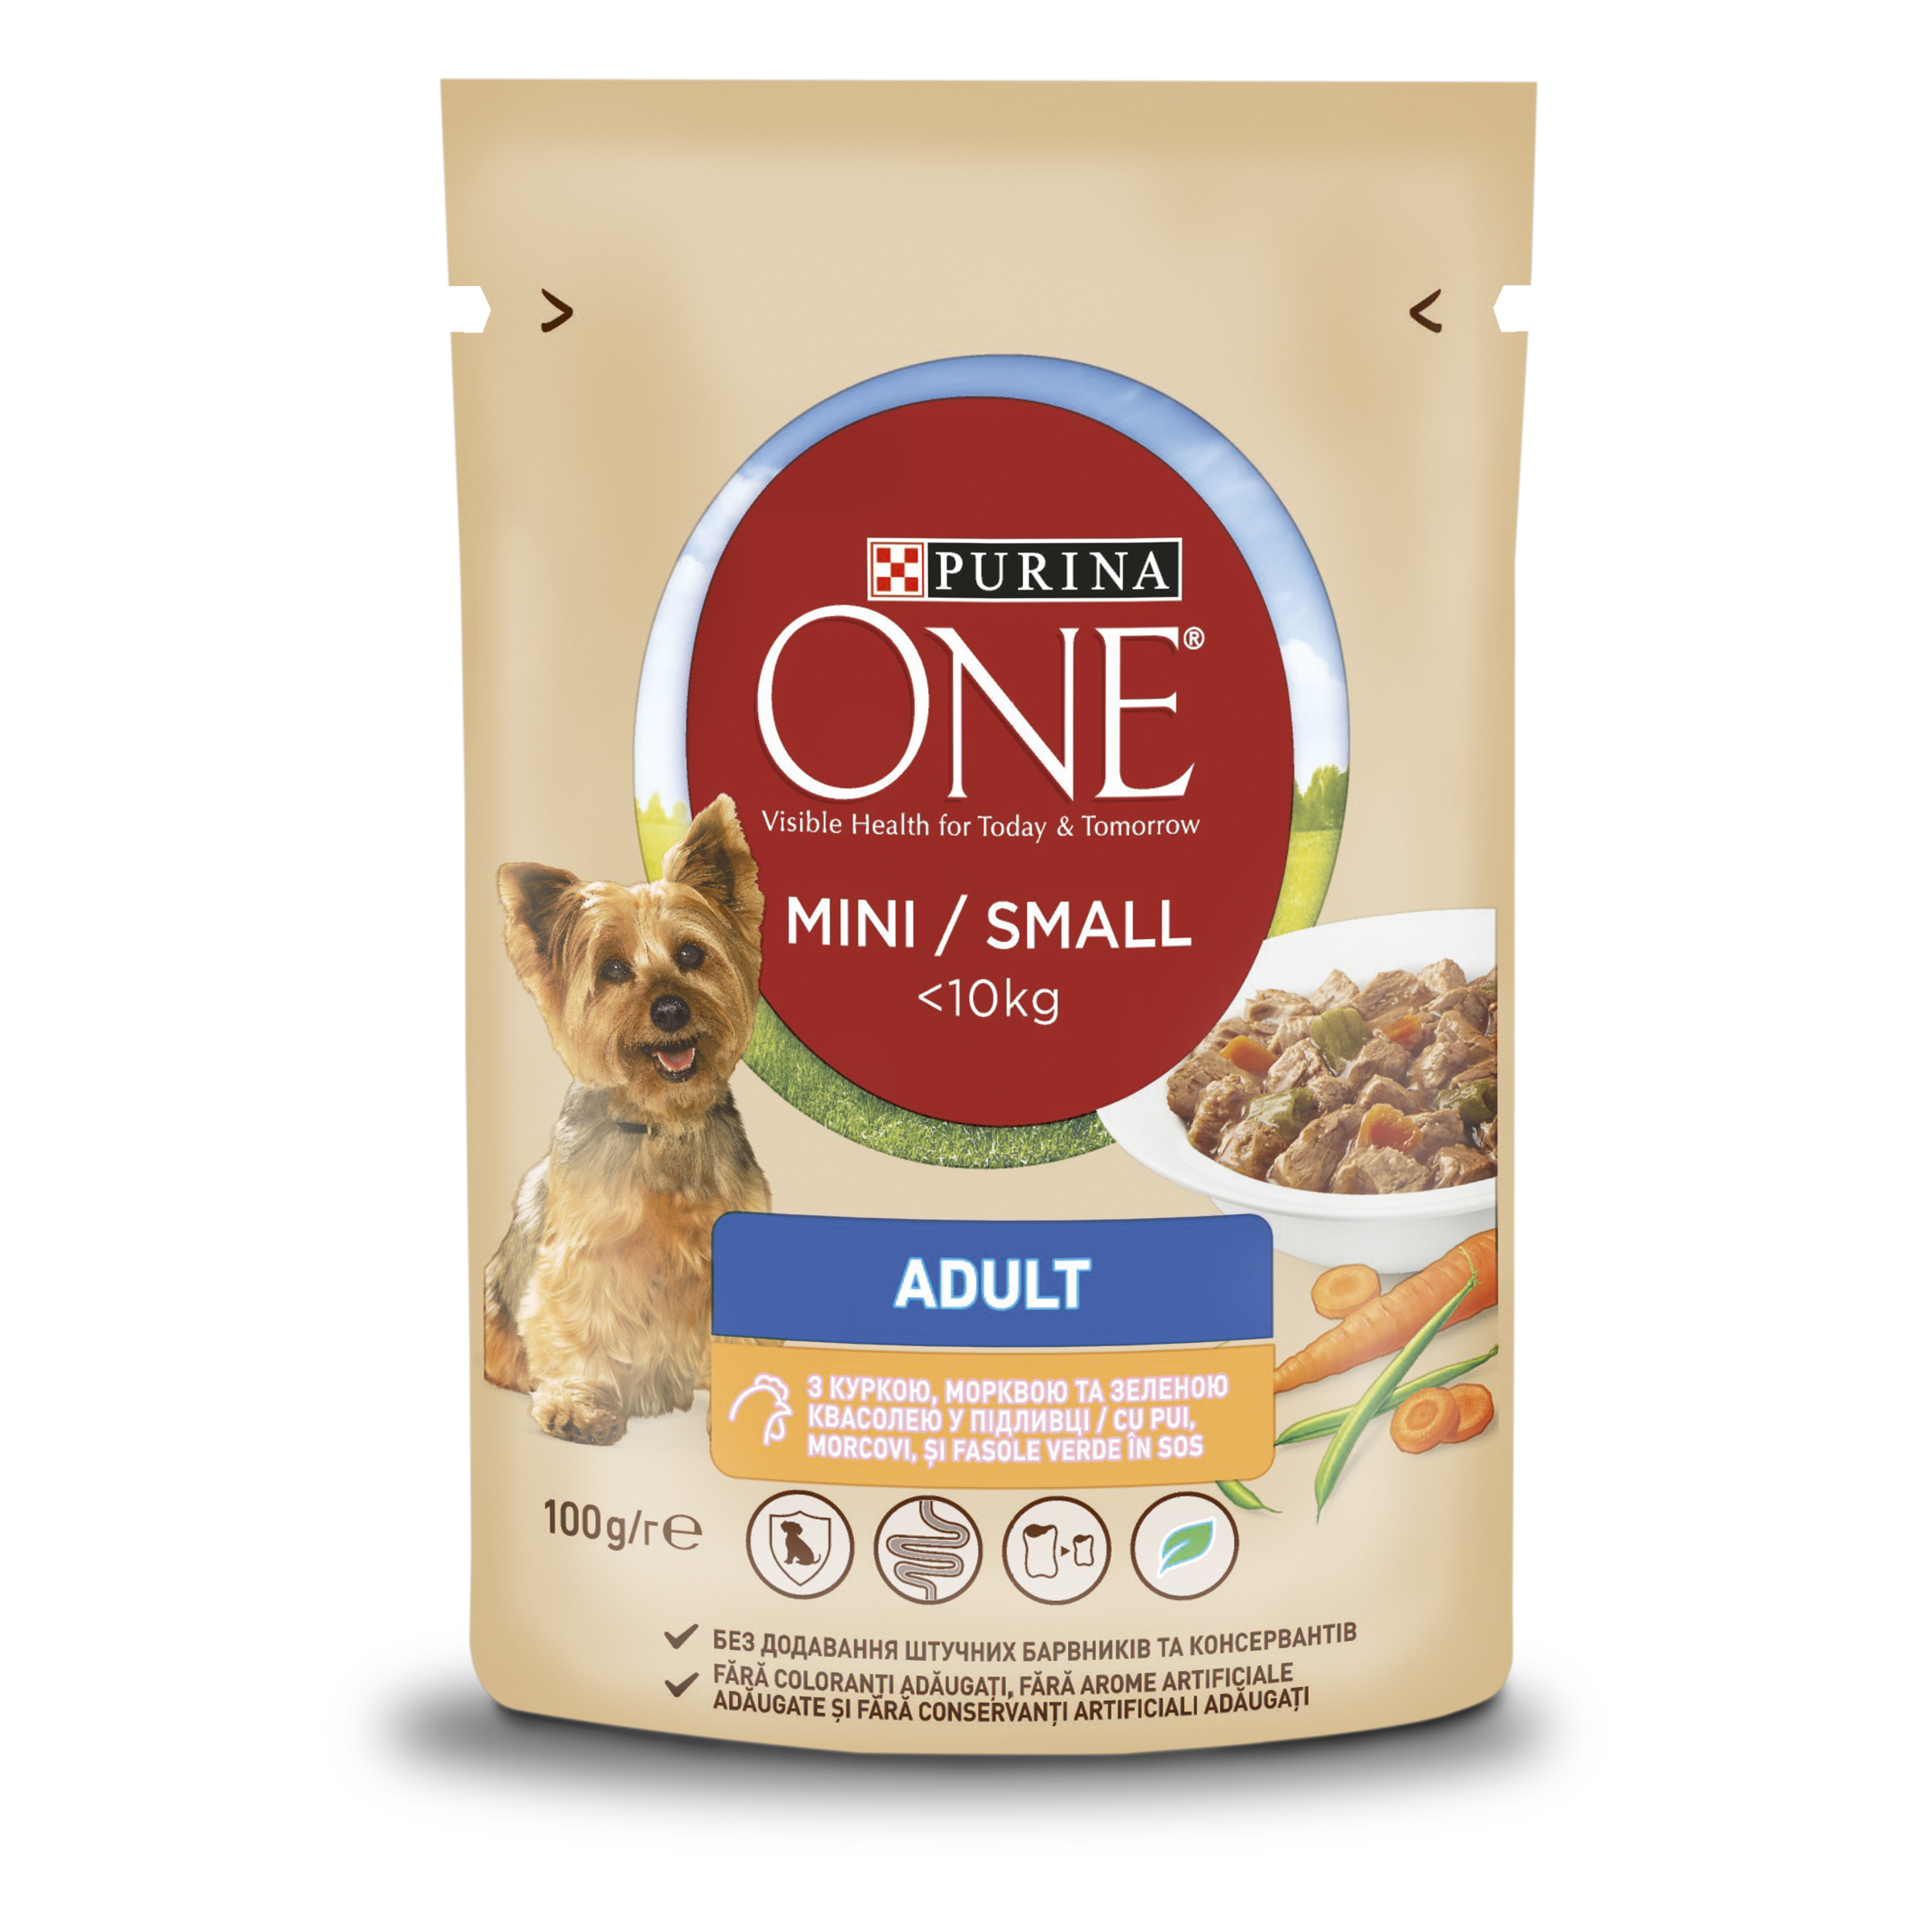 PURINA
ONE®
Visible Health for Today & Tomorrow
MINI / SMALL
<10kg
ADULT
З КУРКОЮ, МОРКВОЮ ТА ЗЕЛЕНОЮ
КВАСОЛЕЮ У ПІДЛИВЦІ / CU PUI,
MORCOVI, ȘI FASOLE VERDE ÎN SOS
100g/г℮
БЕЗ ДОДАВАННЯ ШТУЧНИХ БАРВНИКІВ ТА КОНСЕРВАНТІВ
FĂRĂ COLORANȚI ADĂUGAȚI, FĂRĂ AROME ARTIFICIALE
ADĂUGATE ȘI FĂRĂ CONSERVANȚI ARTIFICIALI ADĂUGAȚI